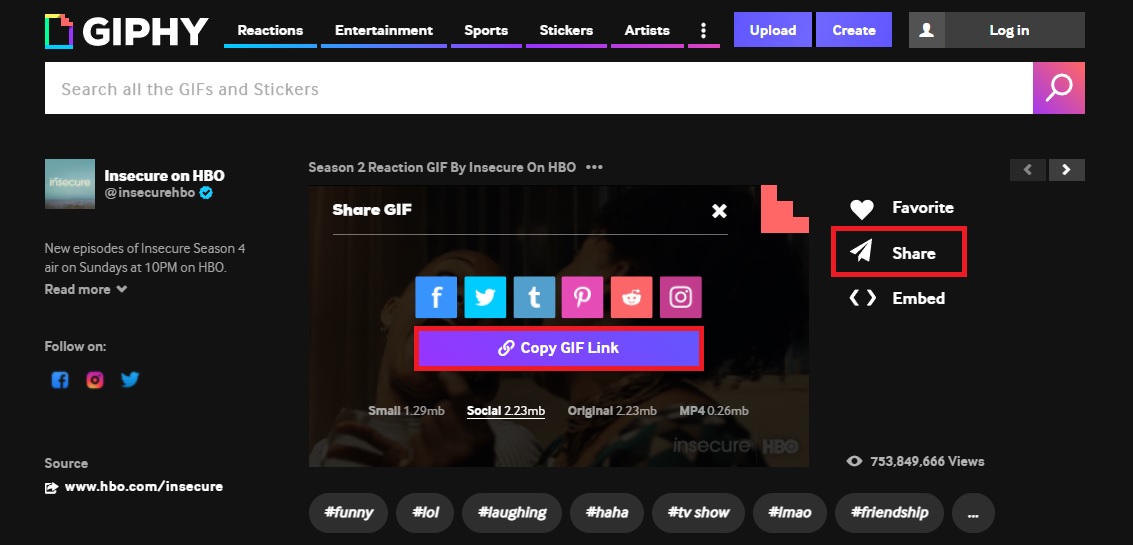 GIPHY
Reactions
Entertainment
Sports
Stickers
Artists
Upload
Create
Log in
Search all the GIFs and Stickers
insecure
Insecure on HBO
@insecurehbo
New episodes of Insecure Season 4
air on Sundays at 10PM on HBO.
Read more
Follow on:
Source
www.hbo.com/insecure
Season 2 Reaction GIF By Insecure On HBO •••
Share GIF
f
t
Copy GIF Link
Small 1.29mb
Social 2.23mb
Original 2.23mb
MP4 0.26mb
insecure HBO
Favorite
Share
Embed
753,849,666 Views
#funny
#lol
#laughing
#haha
#tv show
#lmao
#friendship
...